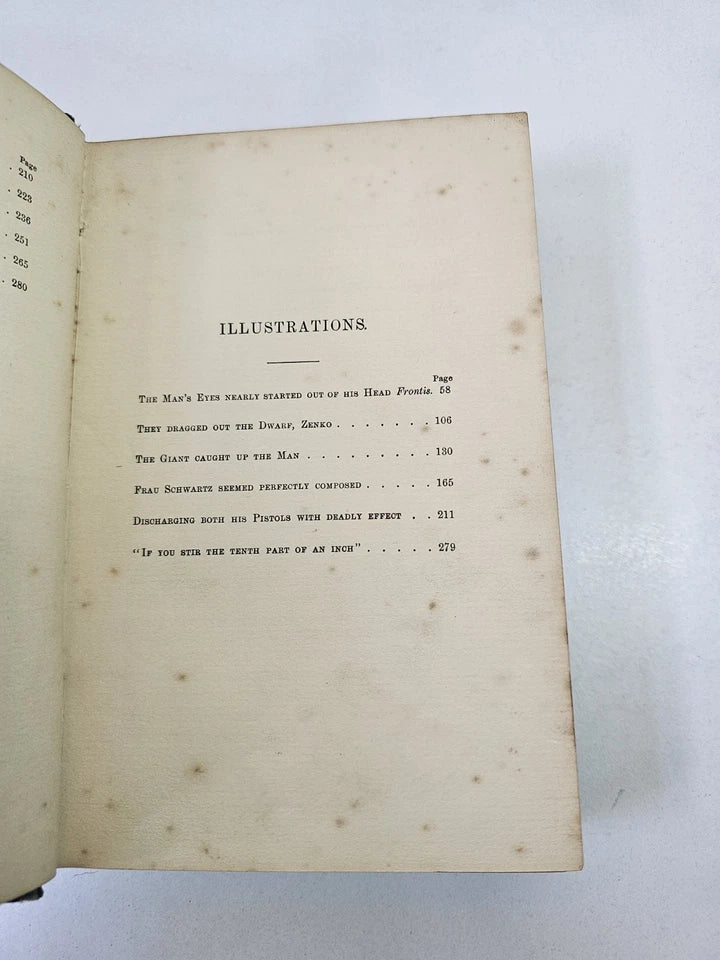 Page
. 210
. 223
. 236
. 251
. 265
. 280
ILLUSTRATIONS.
Page
THE MAN'S EYES NEARLY STARTED OUT OF HIS HEAD Frontis. 58
THEY DRAGGED OUT THE DWARF, ZENKO . . . . . . . 106
THE GIANT CAUGHT UP THE MAN . . . . . . . . . 130
FRAU SCHWARTZ SEEMED PERFECTLY COMPOSED . . . . . 165
DISCHARGING BOTH HIS PISTOLS WITH DEADLY EFFECT . . 211
“IF YOU STIR THE TENTH PART OF AN INCH” . . . . . 279